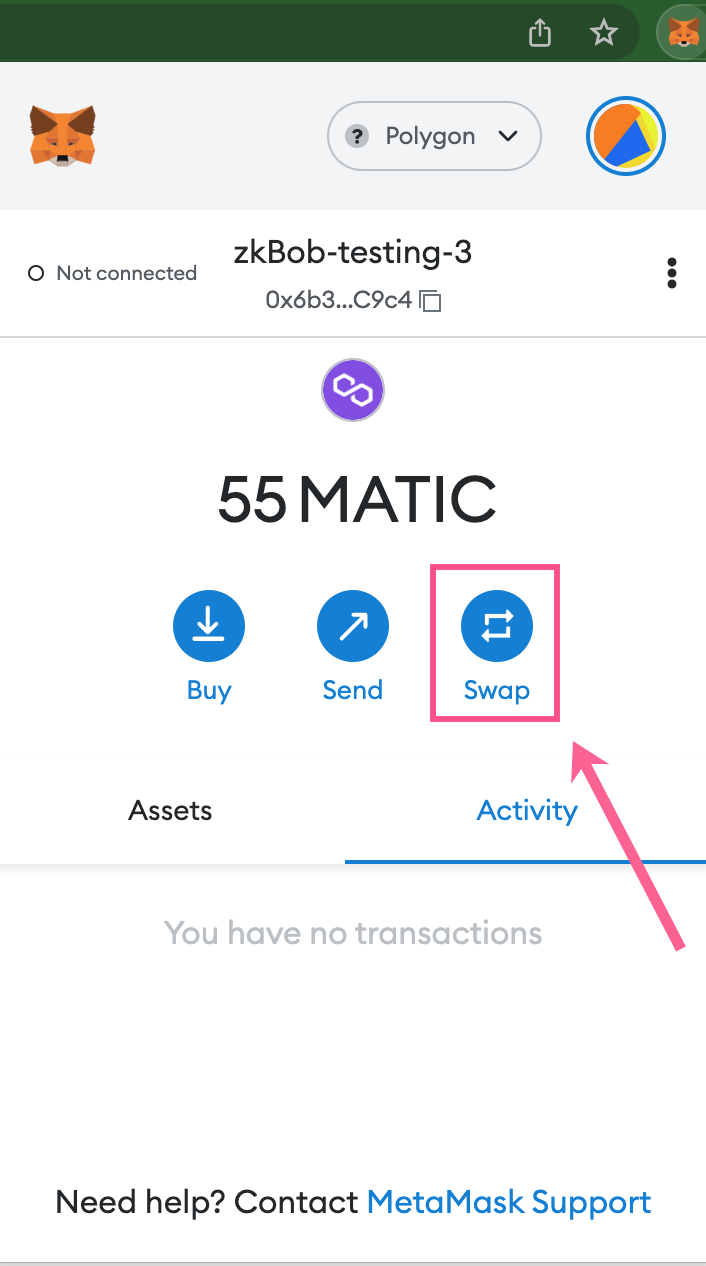 ? Polygon
zkBob-testing-3
Not connected
0x6b3...C9c4
55 MATIC
Buy Send Swap
Assets Activity
You have no transactions
Need help? Contact MetaMask Support